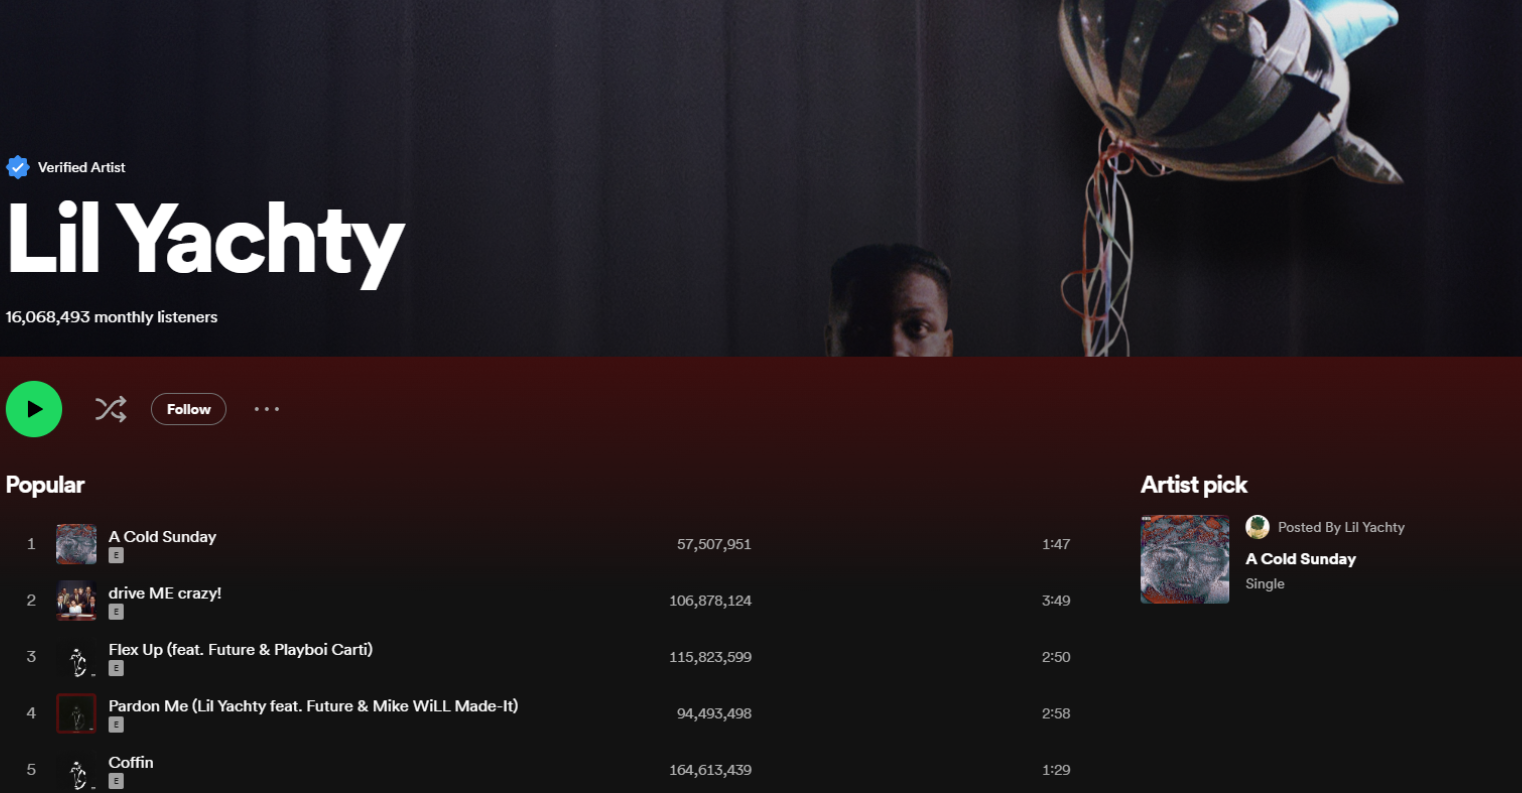 Verified Artist
Lil Yachty
16,068,493 monthly listeners
Follow
Popular
Artist pick
1 A Cold Sunday 57,507,951 1:47
E
Posted By Lil Yachty
A Cold Sunday
Single
2 drive ME crazy! 106,878,124 3:49
E
3 Flex Up (feat. Future & Playboi Carti) 115,823,599 2:50
E
4 Pardon Me (Lil Yachty feat. Future & Mike WiLL Made-It) 94,493,498 2:58
E
5 Coffin 164,613,439 1:29
E